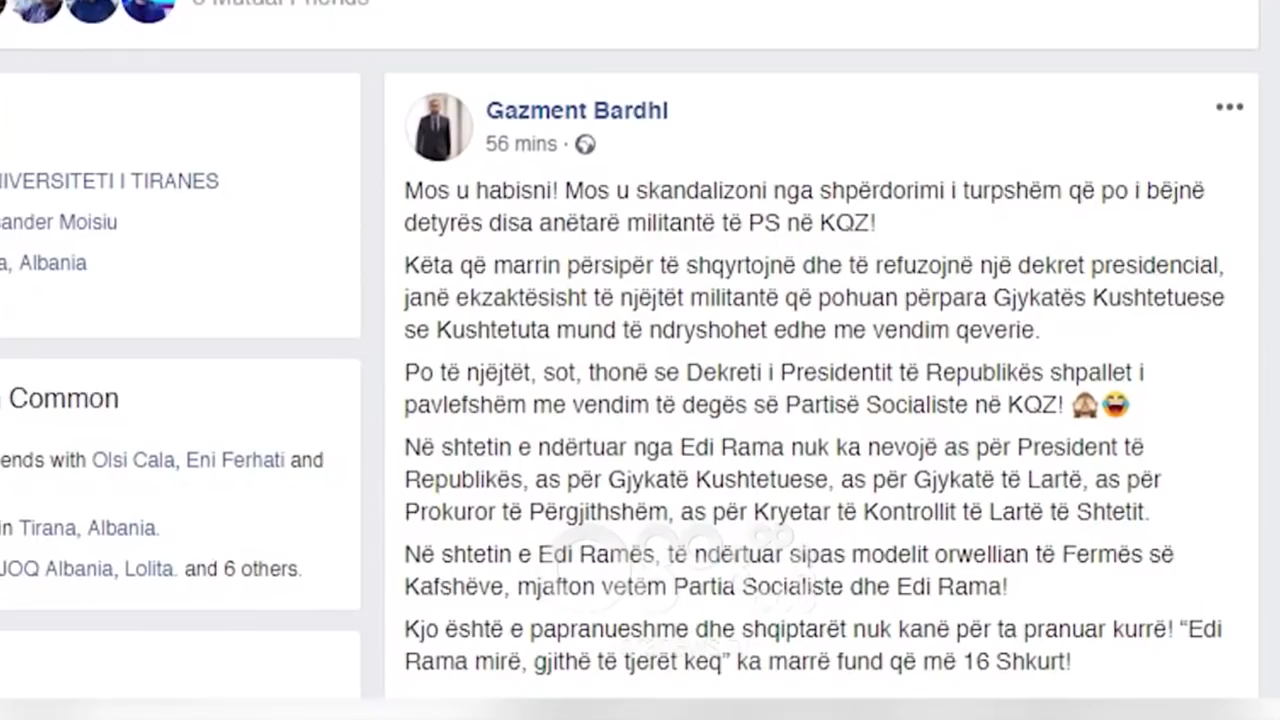 3 Mutual Friends
IVERSITETI I TIRANES
ander Moisiu
a, Albania
Common
ends with Olsi Cala, Eni Ferhati and
in Tirana, Albania.
JOQ Albania, Lolita. and 6 others.
Gazment Bardhl
56 mins ·
Mos u habisni! Mos u skandalizoni nga shpërdorimi i turpshëm që po i bëjnë
detyrës disa anëtarë militantë të PS në KQZ!
Këta që marrin përsipër të shqyrtojnë dhe të refuzojnë një dekret presidencial,
janë ekzaktësisht të njëjtët militantë që pohuan përpara Gjykatës Kushtetuese
se Kushtetuta mund të ndryshohet edhe me vendim qeverie.
Po të njëjtët, sot, thonë se Dekreti i Presidentit të Republikës shpallet i
pavlefshëm me vendim të degës së Partisë Socialiste në KQZ! 🙈😂
Në shtetin e ndërtuar nga Edi Rama nuk ka nevojë as për President të
Republikës, as për Gjykatë Kushtetuese, as për Gjykatë të Lartë, as për
Prokuror të Përgjithshëm, as për Kryetar të Kontrollit të Lartë të Shtetit.
Në shtetin e Edi Ramës, të ndërtuar sipas modelit orwellian të Fermës së
Kafshëve, mjafton vetëm Partia Socialiste dhe Edi Rama!
Kjo është e papranueshme dhe shqiptarët nuk kanë për ta pranuar kurrë! “Edi
Rama mirë, gjithë të tjerët keq” ka marrë fund që më 16 Shkurt!